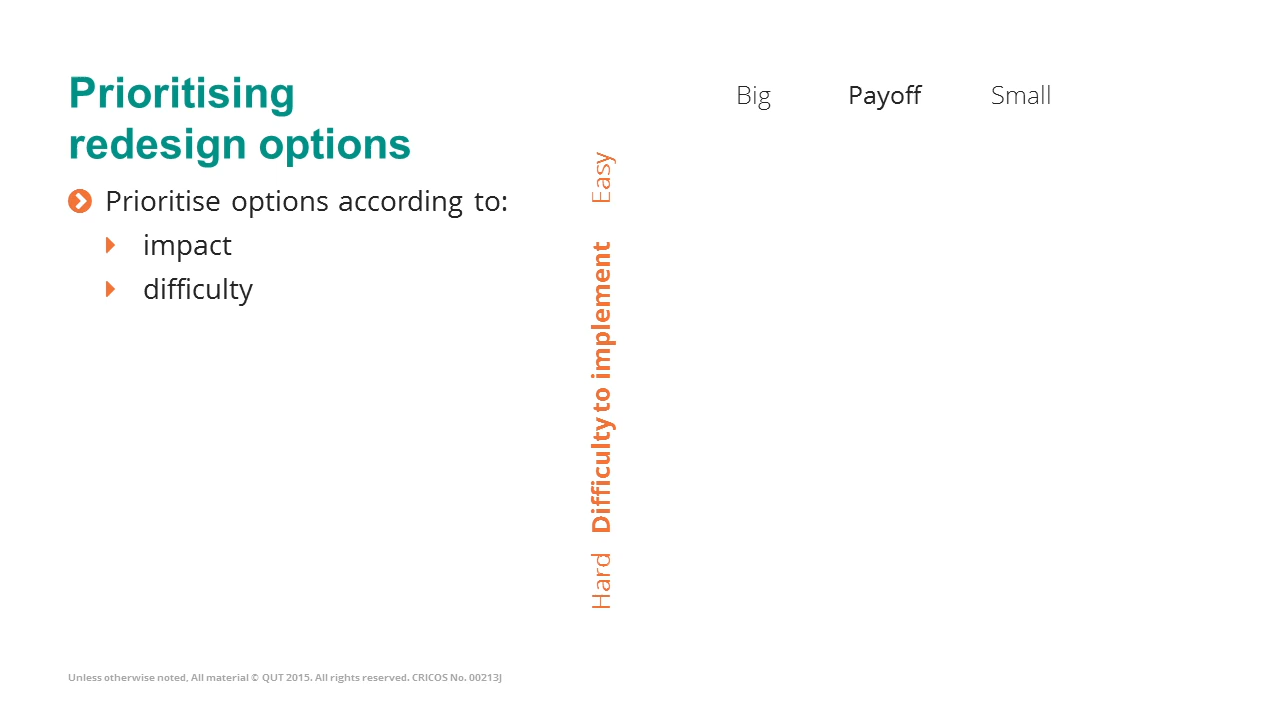 Prioritising
redesign options
Prioritise options according to:
impact
difficulty
Big Payoff Small
Hard Difficulty to implement Easy
Unless otherwise noted, All material © QUT 2015. All rights reserved. CRICOS No. 00213J